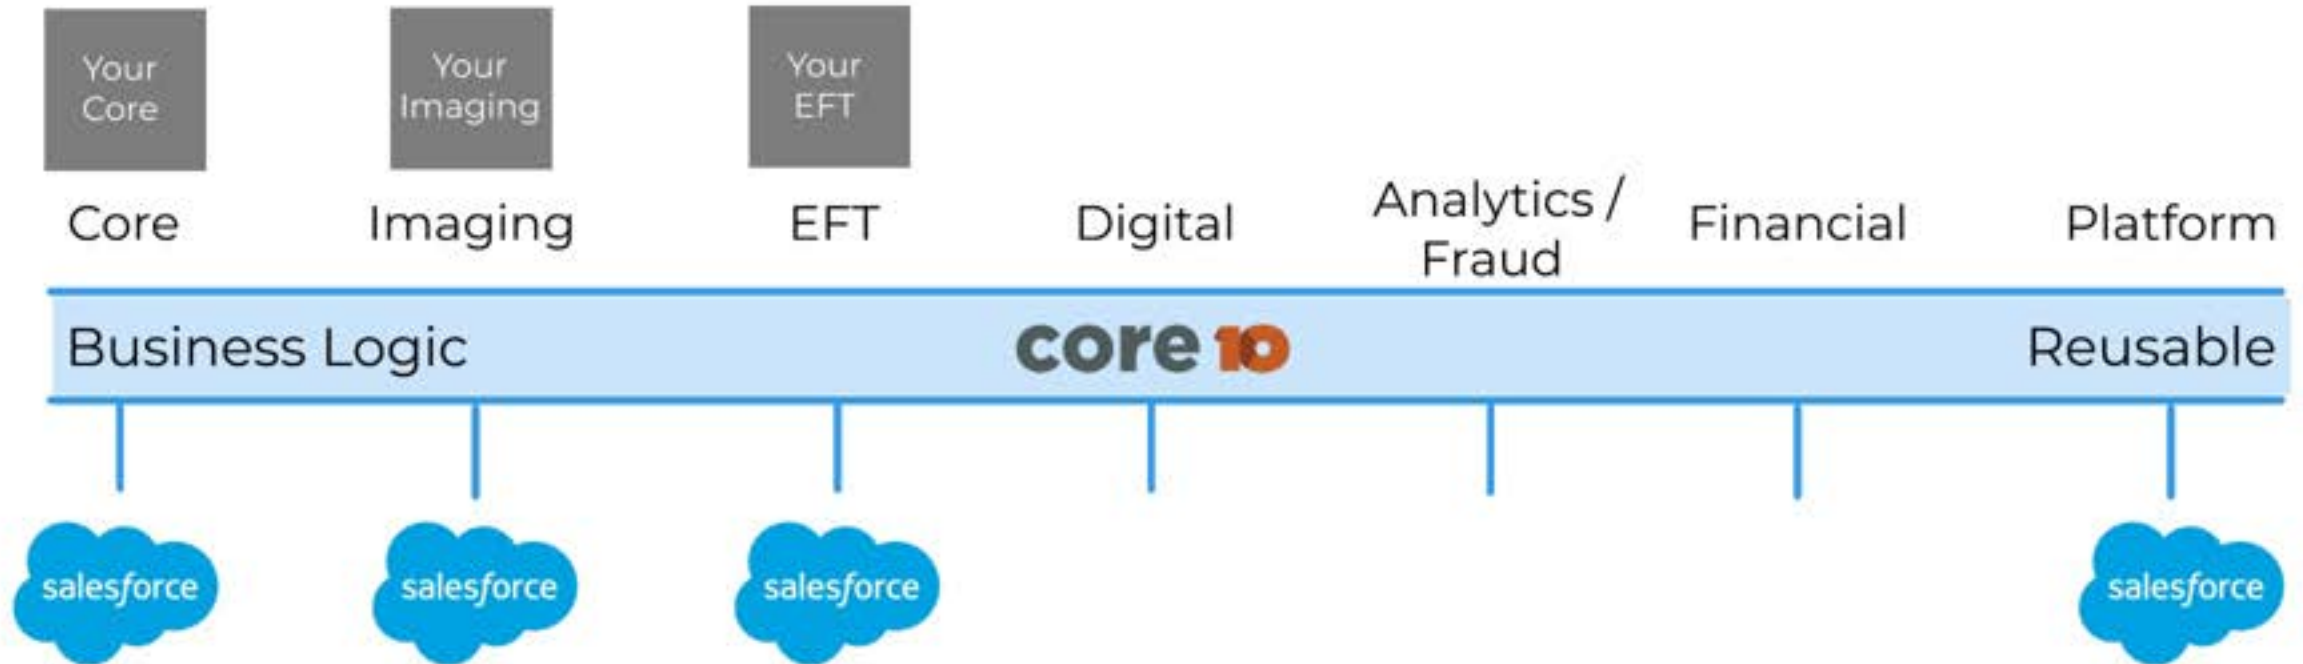 Your
Core
Your
Imaging
Your
EFT
Core
Imaging
EFT
Digital
Analytics /
Fraud
Financial
Platform
Business Logic
core 10
Reusable
salesforce
salesforce
salesforce
salesforce